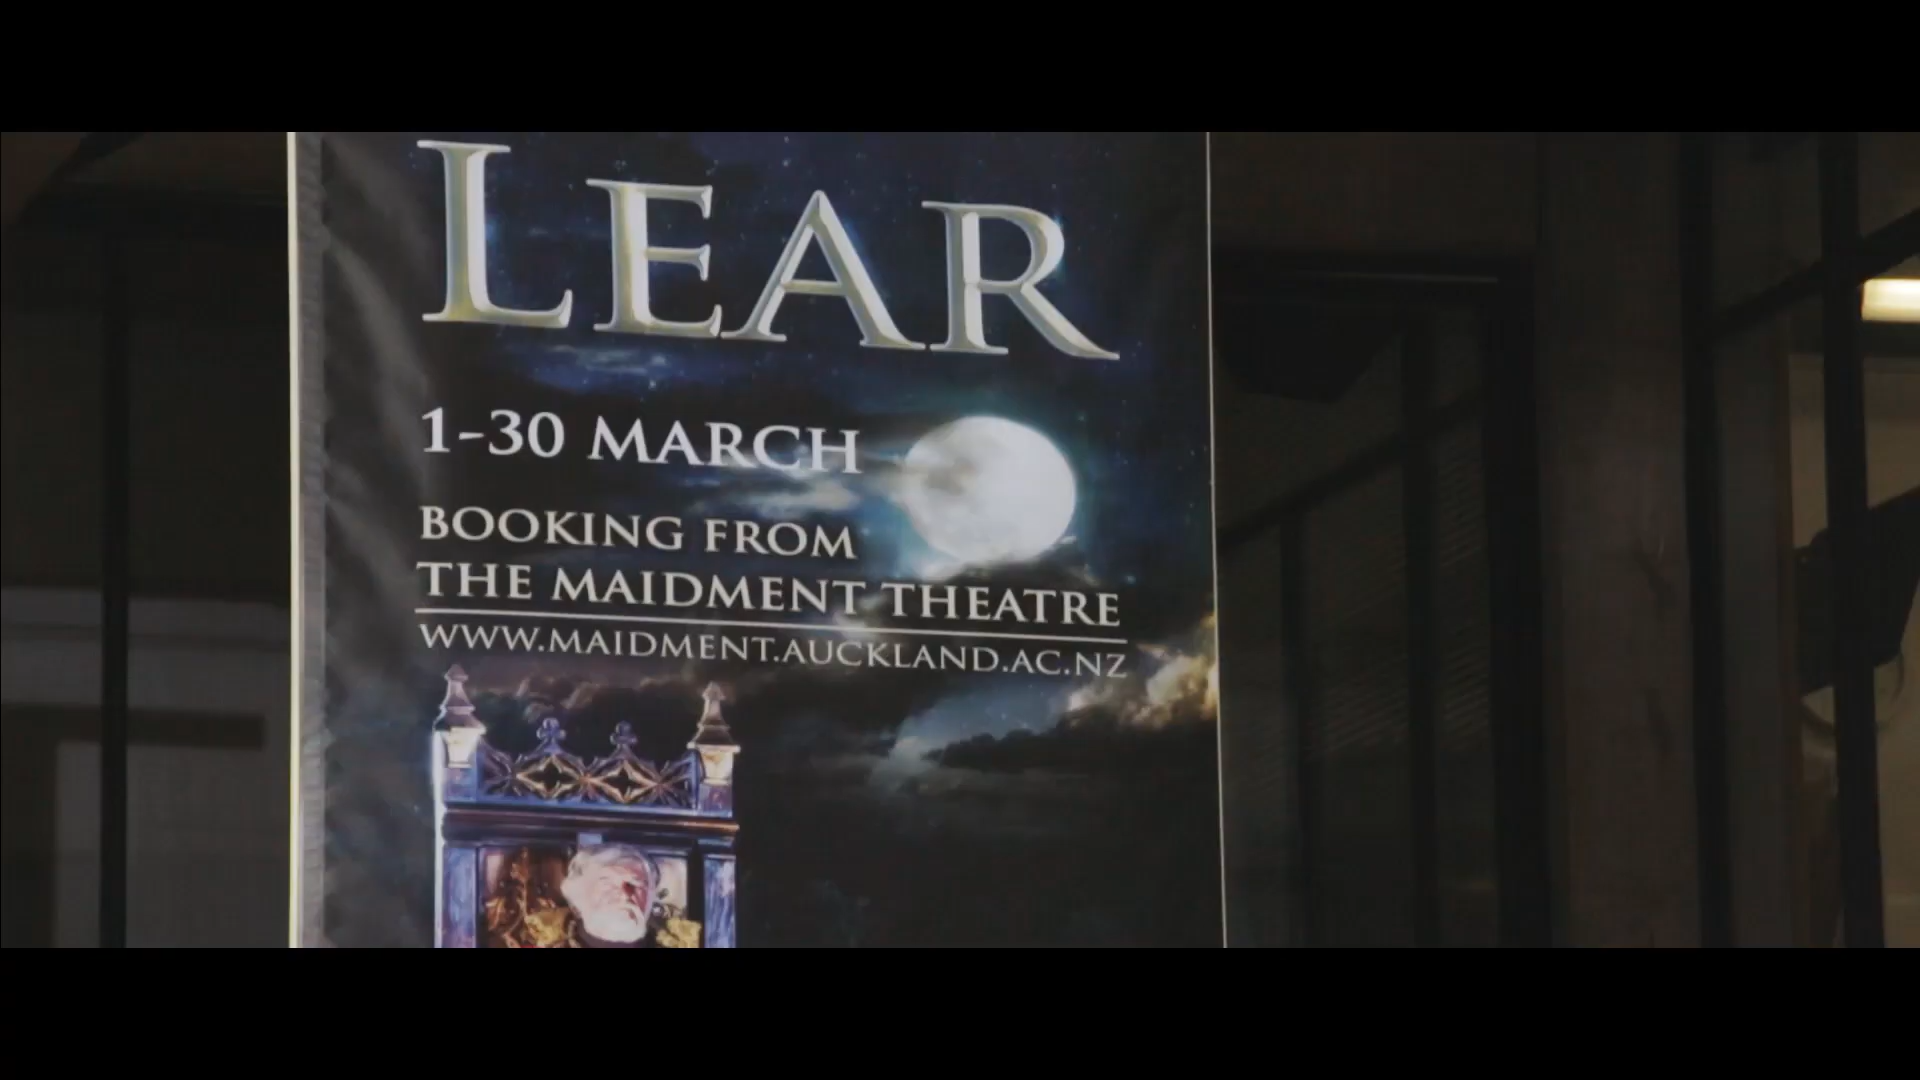 LEAR
1-30 MARCH
BOOKING FROM
THE MAIDMENT THEATRE
WWW.MAIDMENT.AUCKLAND.AC.NZ